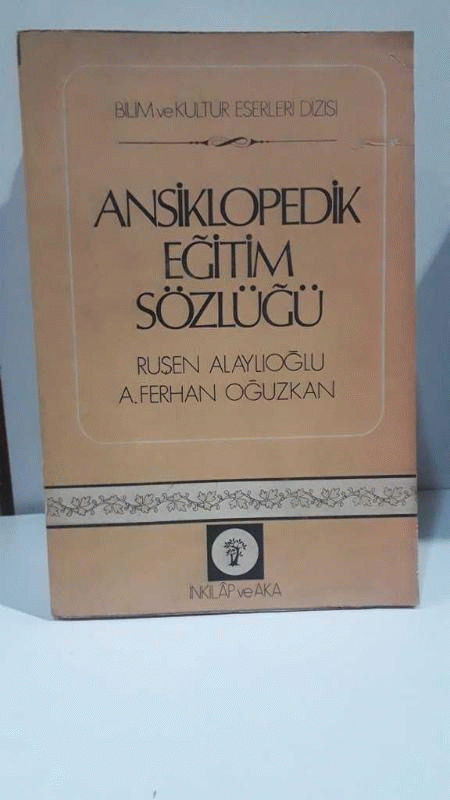 BİLİM ve KÜLTÜR ESERLERİ DİZİSİ
ANSİKLOPEDİK
EĞİTİM
SÖZLÜĞÜ
RUŞEN ALAYLIOĞLU
A.FERHAN OĞUZKAN
İNKILÂP ve AKA